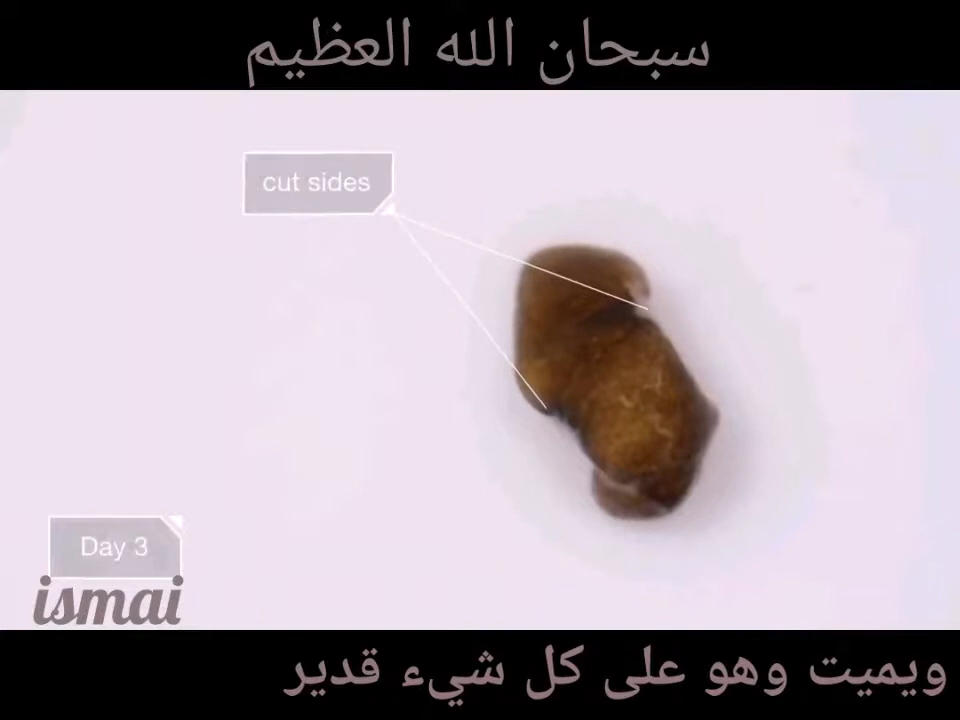 سبحان الله العظيم
cut sides
Day 3
ismai
ويميت وهو على كل شيء قدير